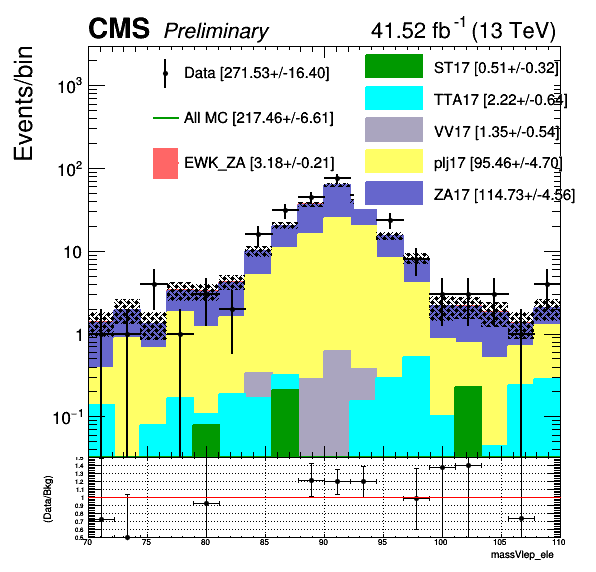 CMS Preliminary 41.52 fb⁻¹ (13 TeV)
Events/bin
Data [271.53+/-16.40]
All MC [217.46+/-6.61]
EWK_ZA [3.18+/-0.21]
ST17 [0.51+/-0.32]
TTA17 [2.22+/-0.64]
VV17 [1.35+/-0.54]
plj17 [95.46+/-4.70]
ZA17 [114.73+/-4.56]
10³
10²
10
1
10⁻¹
(Data/Bkg)
1.5
1.4
1.3
1.2
1.1
1
0.9
0.8
0.7
0.6
0.5
70 75 80 85 90 95 100 105 110
massVlep_ele